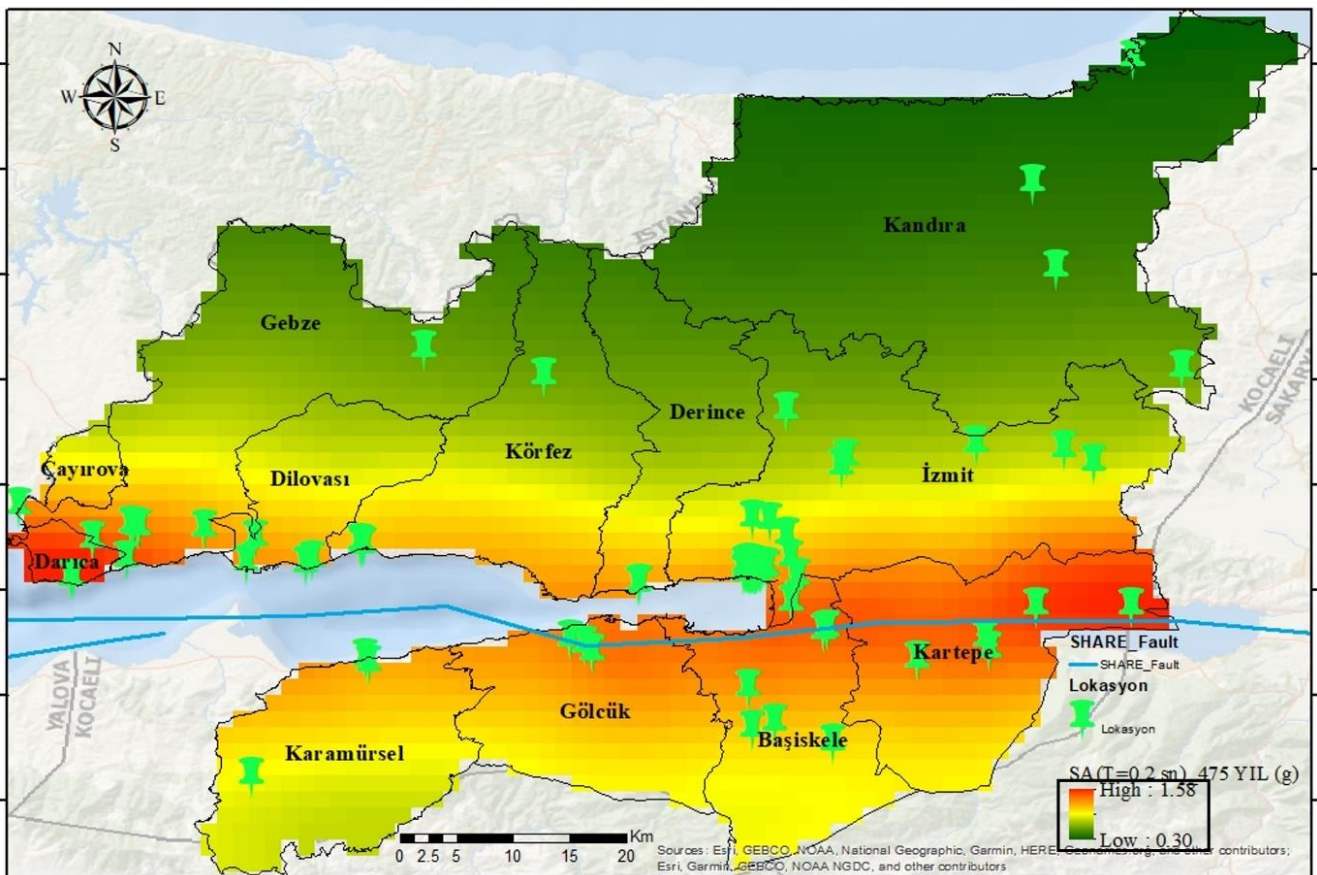 N
W E
S
İSTANBUL
Kandıra
Gebze
KOCAELİ
SAKARYA
Derince
Körfez
Çayırova
Dilovası
İzmit
Darıca
SHARE_Fault
Kartepe
SHARE_Fault
Lokasyon
YALOVA
KOCAELİ
Gölcük
Lokasyon
Başiskele
Karamürsel
SA(T=0.2 sn) 475 YIL (g)
High : 1.58
Low : 0.30
Km
0 2.5 5 10 15 20
Sources: Esri, GEBCO, NOAA, National Geographic, Garmin, HERE, Geonames.org, and other contributors;
Esri, Garmin, GEBCO, NOAA NGDC, and other contributors